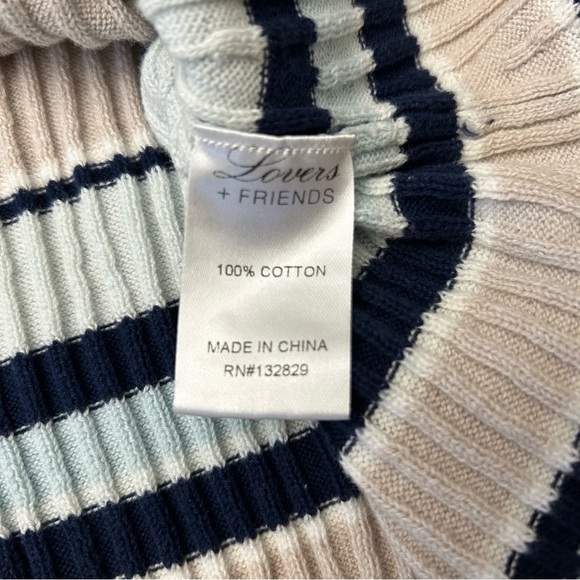 Lovers
+ FRIENDS
100% COTTON
MADE IN CHINA
RN#132829